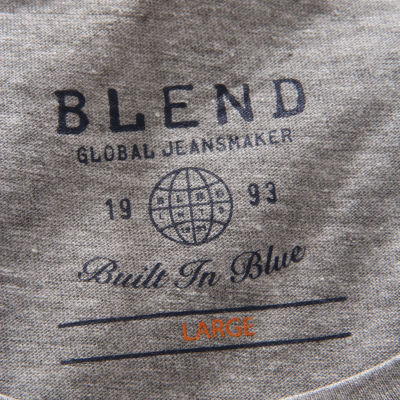 BLEND
GLOBAL JEANSMAKER
19 93
Built In Blue
LARGE